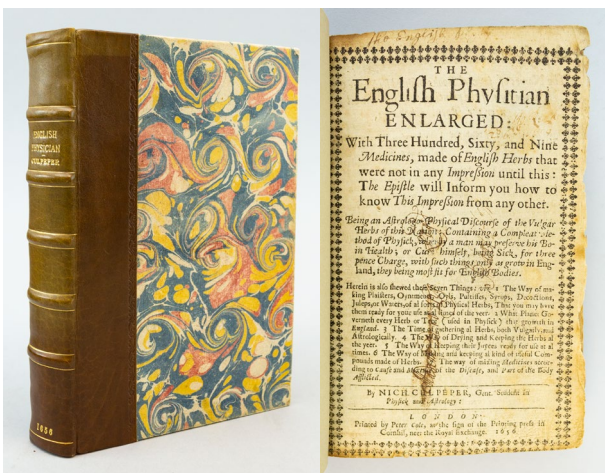 ENGLISH
PHYSICIAN
CULPEPER
1656
The English P
THE
Engliſh Phyſitian
ENLARGED:
With Three Hundred, Sixty, and Nine
Medicines, made of Engliſh Herbs that
were not in any Impreſsion until this:
The Epiſtle will Inform you how to
know This Impreſsion from any other.
Being an Aſtrologo-Phyſical Diſcourſe of the Vulgar
Herbs of this Nation: Containing a Compleat Me-
thod of Phyſick, whereby a man may preſerve his Bo-
in Health; or Cure himſelf, being Sick, for three
pence Charge, with ſuch things only as grow in Eng-
land, they being moſt fit for Engliſh Bodies.
Herein is alſo ſhewed theſe Seven Things: 1 The Way of ma-
king Plaiſters, Oyntments, Oyls, Pultiſſes, Syrups, Decoctions,
Juleps, or Waters, of al ſorts of Phyſical Herbs, That you may have
them ready for your uſe at al times of the yeer. 2 What Planet Go-
verneth every Herb or Tree (uſed in Phyſick) that groweth in
England. 3 The Time of gathering al Herbs, both Vulgarly, and
Aſtrologically. 4 The Way of Drying and Keeping the Herbs al
the yeer. 5 The Way of Keeping their Juyces ready for uſe at al
times. 6 The Way of Making and keeping al kind of uſeful Com-
pounds made of Herbs. 7 The way of mixing Medicines accor-
ding to Cauſe and Mixture of the Diſeaſe, and Part of the Body
Afflicted.
By NICH. CULPEPER, Gent. Student in
Phyſick and Aſtrology:
LONDON
Printed by Peter Cole, at the ſign of the Printing preſs in
Cornhil, neer the Royal Exchange. 1656